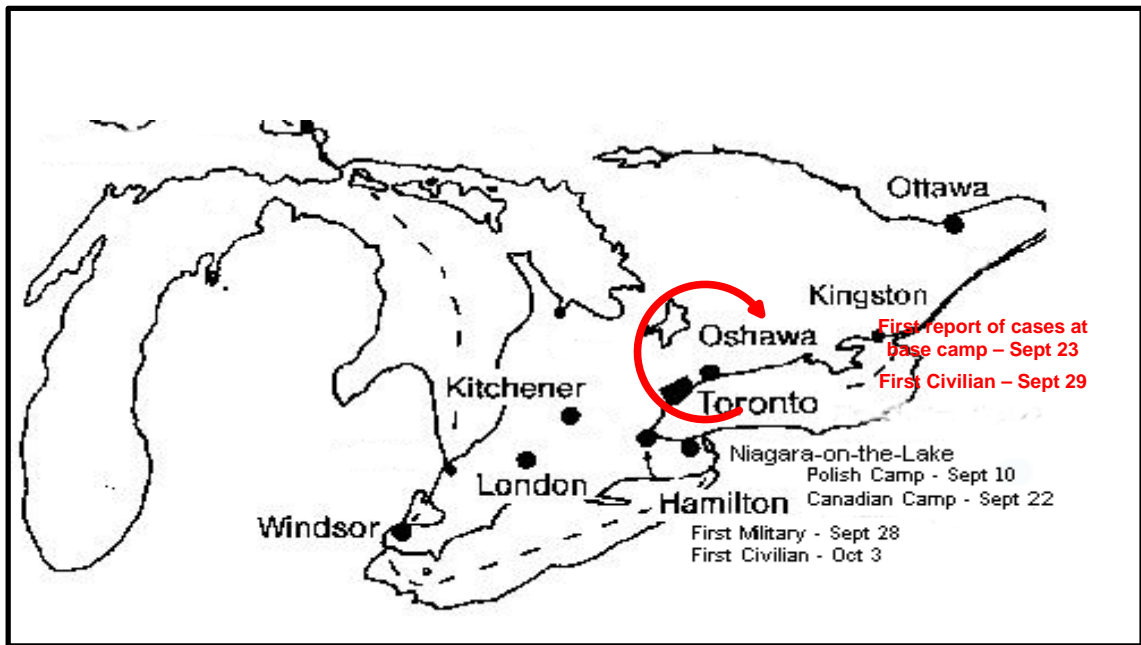 Ottawa
Kingston
First report of cases at
base camp – Sept 23
First Civilian – Sept 29
Oshawa
Toronto
Kitchener
Niagara-on-the-Lake
Polish Camp - Sept 10
Canadian Camp - Sept 22
London
Hamilton
First Military - Sept 28
First Civilian - Oct 3
Windsor